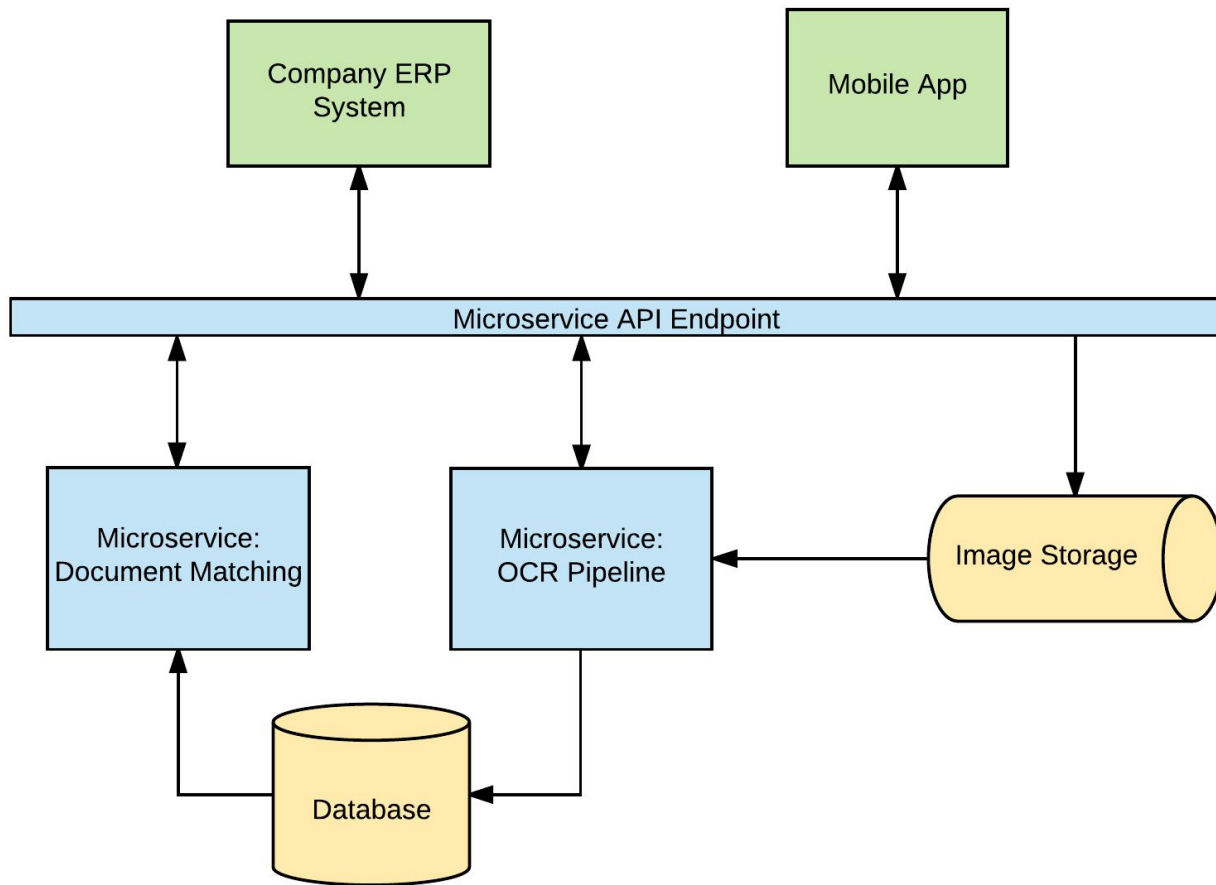 Company ERP
System
Mobile App
Microservice API Endpoint
Microservice:
Document Matching
Microservice:
OCR Pipeline
Image Storage
Database